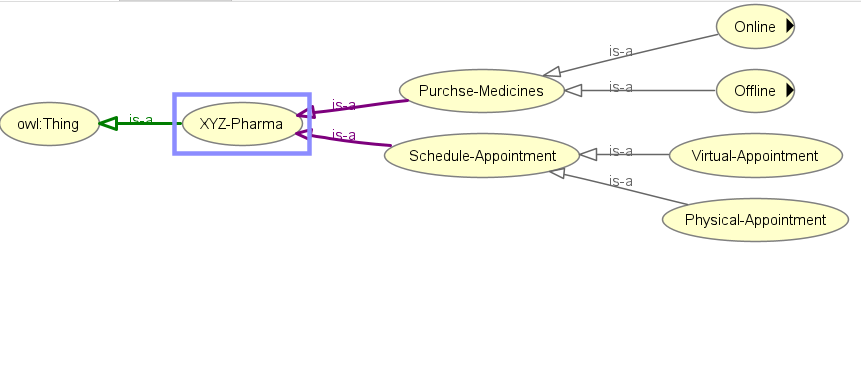 Online
is-a
Purchse-Medicines
is-a
Offline
is-a
owl:Thing
is-a
XYZ-Pharma
is-a
Schedule-Appointment
is-a
Virtual-Appointment
is-a
Physical-Appointment